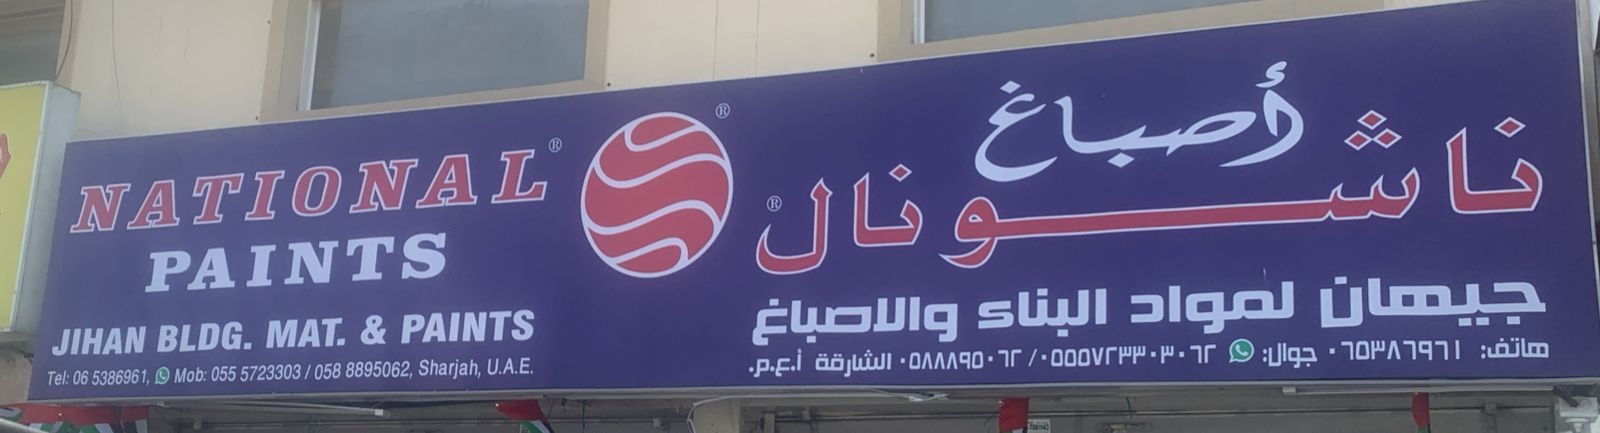 NATIONAL®
PAINTS
JIHAN BLDG. MAT. & PAINTS
Tel: 06 5386961, Mob: 055 5723303 / 058 8895062, Sharjah, U.A.E.
®
أصباغ
ناشونال®
جيهان لمواد البناء والاصباغ
هاتف: ٠٦٥٣٨٦٩٦١ جوال: ٠٥٥٥٧٢٣٣٠٣ / ٠٥٨٨٨٩٥٠٦٢ الشارقة أ.ع.م.